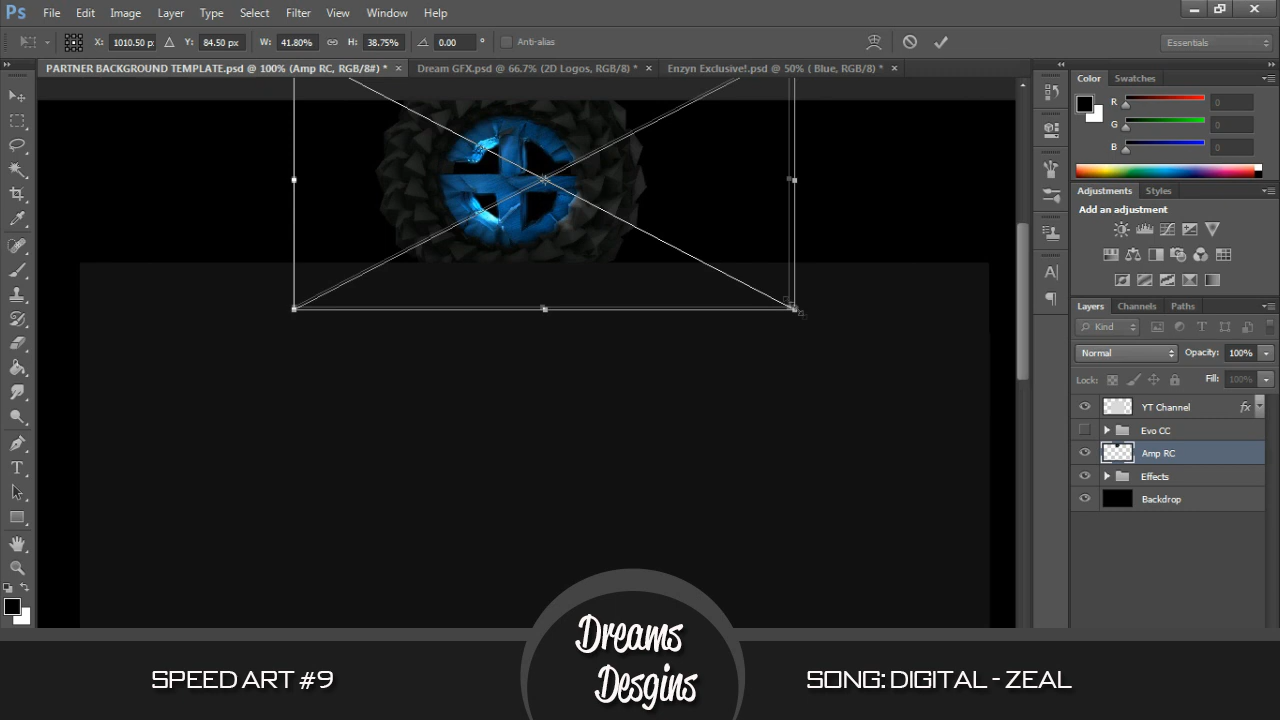 Ps File Edit Image Layer Type Select Filter View Window Help
X: 1010.50 px Y: 84.50 px W: 41.80% H: 38.75% 0.00 ° Anti-alias Essentials
PARTNER BACKGROUND TEMPLATE.psd @ 100% (Amp RC, RGB/8#) * × Dream GFX.psd @ 66.7% (2D Logos, RGB/8) * × Enzyn Exclusive!.psd @ 50% ( Blue, RGB/8) * ×
Color Swatches
R 0
G 0
B 0
Adjustments Styles
Add an adjustment
Layers Channels Paths
Kind
Normal Opacity: 100%
Lock: Fill: 100%
YT Channel fx
Evo CC
Amp RC
Effects
Backdrop
Dreams
Desgins
SPEED ART #9
SONG: DIGITAL - ZEAL